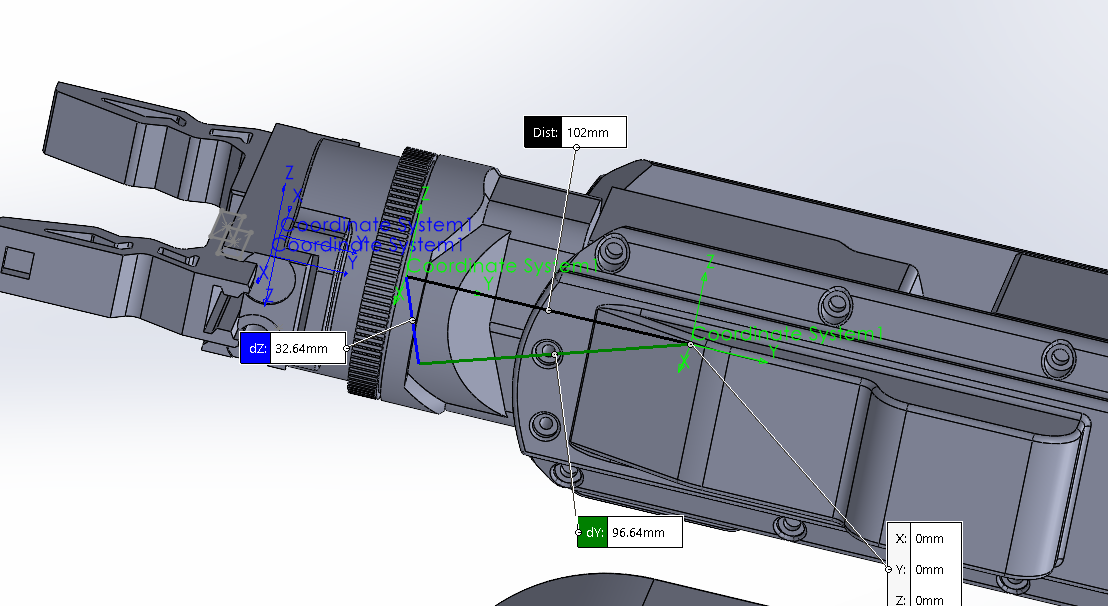 Dist: 102mm
Z
X
Z
Coordinate System1
Coordinate System1
Y
Coordinate System1
Z
X
Y
Z
X
Coordinate System1
dZ: 32.64mm
Y
X
dY: 96.64mm
X: 0mm
Y: 0mm
Z: 0mm